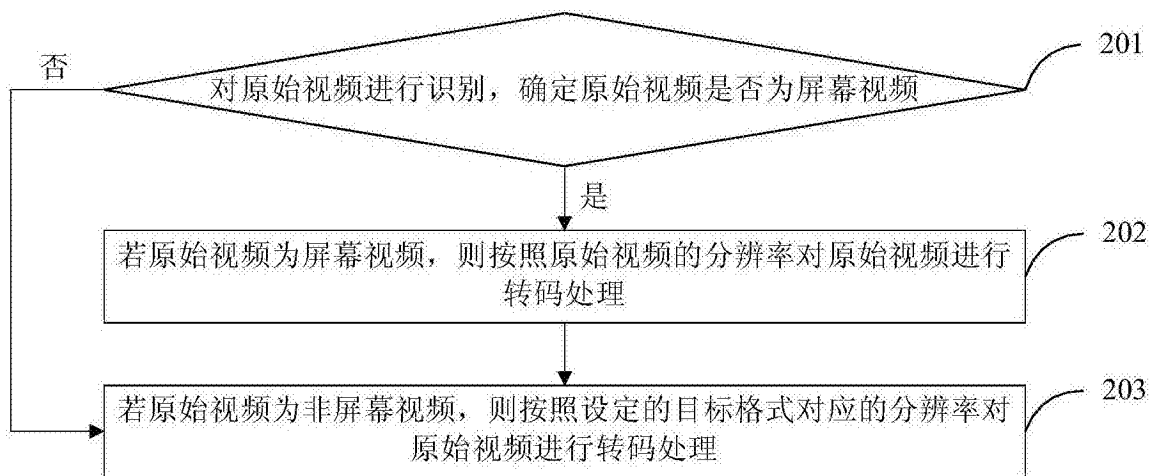 否
对原始视频进行识别，确定原始视频是否为屏幕视频
201
是
若原始视频为屏幕视频，则按照原始视频的分辨率对原始视频进行
转码处理
202
若原始视频为非屏幕视频，则按照设定的目标格式对应的分辨率对
原始视频进行转码处理
203